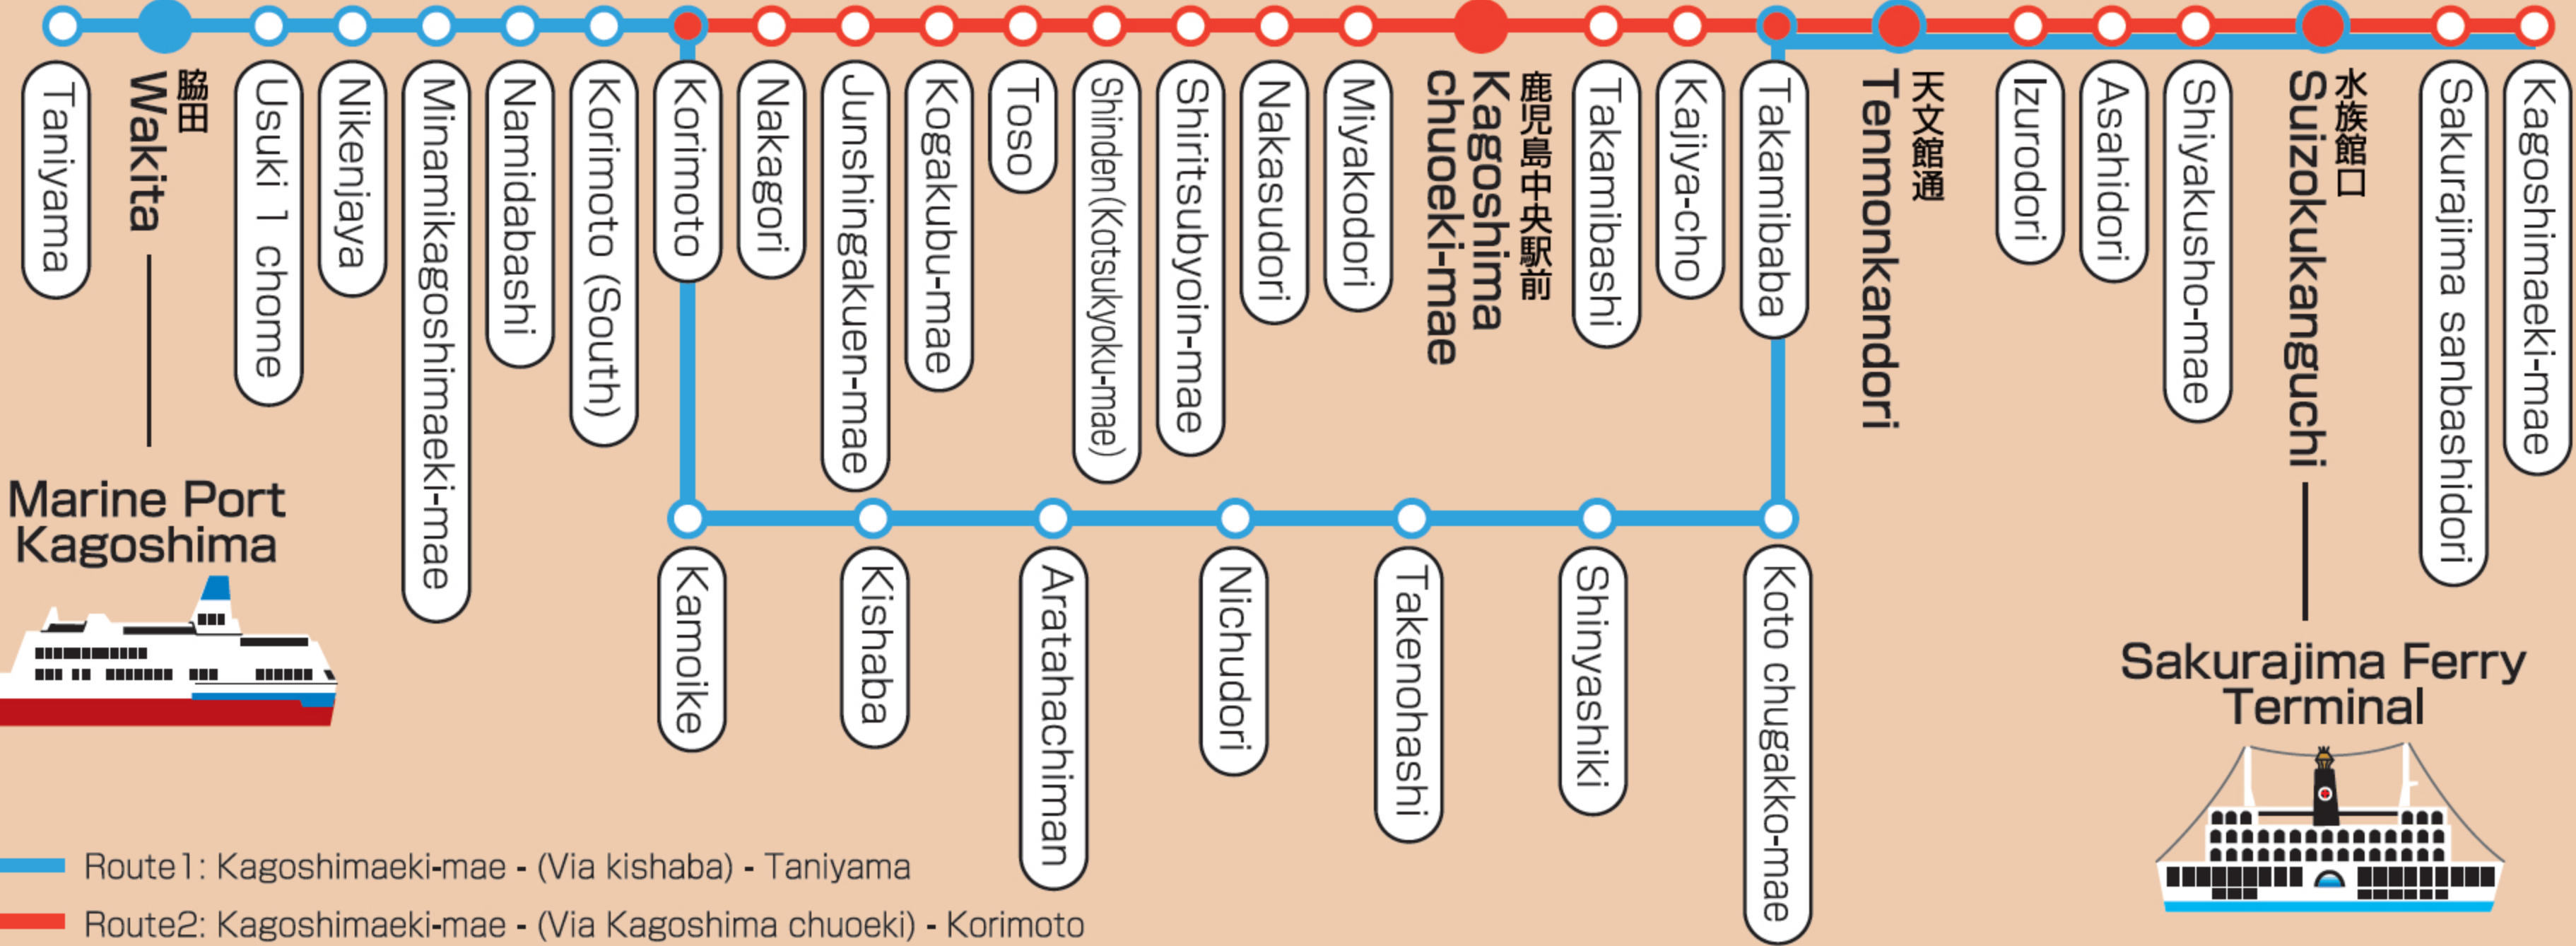 Taniyama
脇田
Wakita
Usuki 1 chome
Nikenjaya
Minamikagoshimaeki-mae
Namidabashi
Korimoto (South)
Korimoto
Nakagori
Junshingakuen-mae
Kogakubu-mae
Toso
Shinden(Kotsukyoku-mae)
Shiritsubyoin-mae
Nakasudori
Miyakodori
鹿児島中央駅前
Kagoshima
chuoeki-mae
Takamibashi
Kajiya-cho
Takamibaba
天文館通
Tenmonkandori
Izurodori
Asahidori
Shiyakusho-mae
水族館口
Suizokukanguchi
Sakurajima sanbashidori
Kagoshimaeki-mae
Marine Port
Kagoshima
Kamoike
Kishaba
Aratahachiman
Nichudori
Takenohashi
Shinyashiki
Koto chugakko-mae
Sakurajima Ferry
Terminal
Route1: Kagoshimaeki-mae - (Via kishaba) - Taniyama
Route2: Kagoshimaeki-mae - (Via Kagoshima chuoeki) - Korimoto